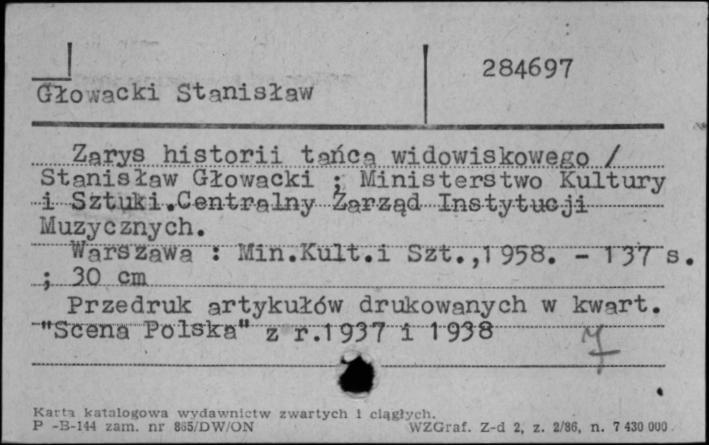 284697
Głowacki Stanisław
Zarys historii tańca widowiskowego /
Stanisław Głowacki ; Ministerstwo Kultury
i Sztuki.Centralny Zarząd Instytucji
Muzycznych.
Warszawa : Min.Kult.i Szt.,1958. - 137 s.
; 30 cm
Przedruk artykułów drukowanych w kwart.
"Scena Polska" z r.1937 i 1938
Karta katalogowa wydawnictw zwartych i ciągłych.
P -B-144 zam. nr 865/DW/ON WZGraf. Z-d 2, z. 2/86, n. 7 430 000